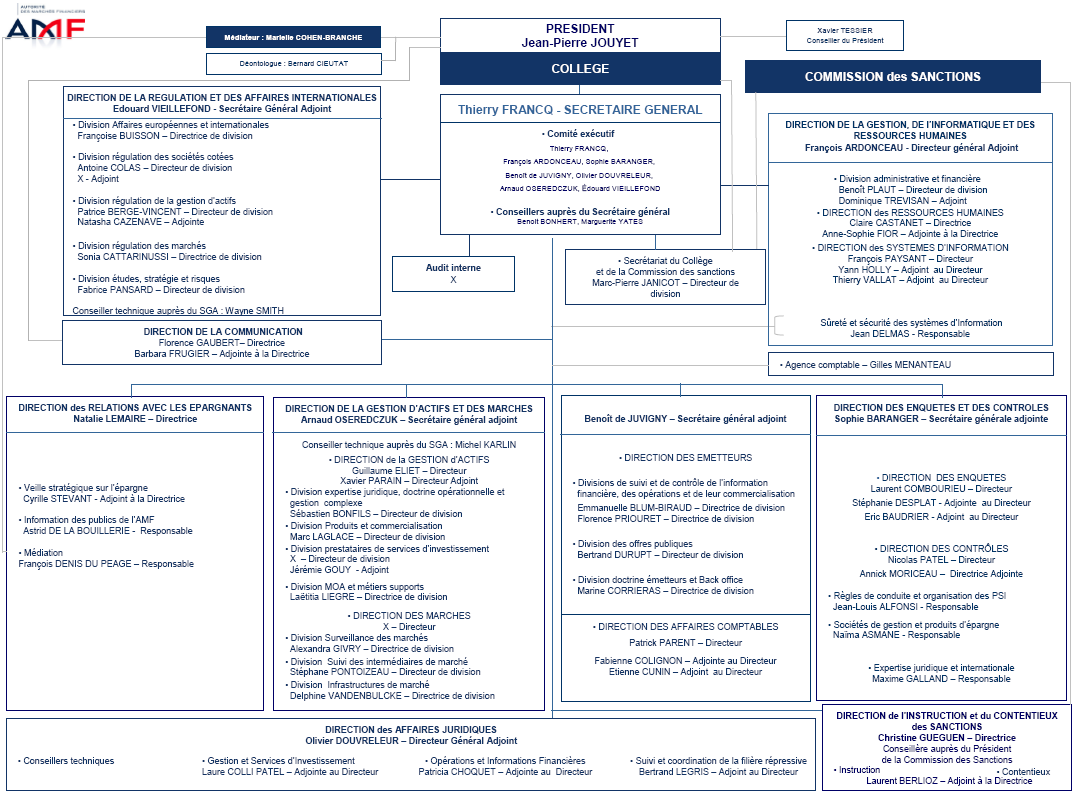 AUTORITÉ
DES MARCHÉS FINANCIERS
AMF
Médiateur : Marielle COHEN-BRANCHE
Déontologue : Bernard CIEUTAT
PRESIDENT
Jean-Pierre JOUYET
COLLEGE
Xavier TESSIER
Conseiller du Président
COMMISSION des SANCTIONS
DIRECTION DE LA REGULATION ET DES AFFAIRES INTERNATIONALES
Edouard VIEILLEFOND - Secrétaire Général Adjoint
• Division Affaires européennes et internationales
Françoise BUISSON – Directrice de division
• Division régulation des sociétés cotées
Antoine COLAS – Directeur de division
X - Adjoint
• Division régulation de la gestion d'actifs
Patrice BERGE-VINCENT – Directeur de division
Natasha CAZENAVE – Adjointe
• Division régulation des marchés
Sonia CATTARINUSSI – Directrice de division
• Division études, stratégie et risques
Fabrice PANSARD – Directeur de division
Conseiller technique auprès du SGA : Wayne SMITH
Thierry FRANCQ - SECRETAIRE GENERAL
• Comité exécutif
Thierry FRANCQ,
François ARDONCEAU, Sophie BARANGER,
Benoît de JUVIGNY, Olivier DOUVRELEUR,
Arnaud OSEREDCZUK, Édouard VIEILLEFOND
• Conseillers auprès du Secrétaire général
Benoit BONHERT, Marguerite YATES
DIRECTION DE LA GESTION, DE l'INFORMATIQUE ET DES
RESSOURCES HUMAINES
François ARDONCEAU - Directeur général Adjoint
• Division administrative et financière
Benoît PLAUT – Directeur de division
Dominique TREVISAN – Adjoint
• DIRECTION des RESSOURCES HUMAINES
Claire CASTANET – Directrice
Anne-Sophie FIOR – Adjointe à la Directrice
• DIRECTION des SYSTEMES D'INFORMATION
François PAYSANT – Directeur
Yann HOLLY – Adjoint au Directeur
Thierry VALLAT – Adjoint au Directeur
Sûreté et sécurité des systèmes d'Information
Jean DELMAS - Responsable
Audit interne
X
• Secrétariat du Collège
et de la Commission des sanctions
Marc-Pierre JANICOT – Directeur de
division
DIRECTION DE LA COMMUNICATION
Florence GAUBERT– Directrice
Barbara FRUGIER – Adjointe à la Directrice
• Agence comptable – Gilles MENANTEAU
DIRECTION des RELATIONS AVEC LES EPARGNANTS
Natalie LEMAIRE – Directrice
• Veille stratégique sur l'épargne
Cyrille STEVANT - Adjoint à la Directrice
• Information des publics de l'AMF
Astrid DE LA BOUILLERIE - Responsable
• Médiation
François DENIS DU PEAGE – Responsable
DIRECTION DE LA GESTION D'ACTIFS ET DES MARCHES
Arnaud OSEREDCZUK – Secrétaire général adjoint
Conseiller technique auprès du SGA : Michel KARLIN
• DIRECTION de la GESTION D'ACTIFS
Guillaume ELIET – Directeur
Xavier PARAIN – Directeur Adjoint
• Division expertise juridique, doctrine opérationnelle et
gestion complexe
Sébastien BONFILS – Directeur de division
• Division Produits et commercialisation
Marc LAGLACE – Directeur de division
• Division prestataires de services d'investissement
X – Directeur de division
Jérémie GOUY - Adjoint
• Division MOA et métiers supports
Laëtitia LIEGRE – Directrice de division
• DIRECTION DES MARCHES
X – Directeur
• Division Surveillance des marchés
Alexandra GIVRY – Directrice de division
• Division Suivi des intermédiaires de marché
Stéphane PONTOIZEAU – Directeur de division
• Division Infrastructures de marché
Delphine VANDENBULCKE – Directrice de division
Benoît de JUVIGNY – Secrétaire général adjoint
• DIRECTION DES EMETTEURS
• Divisions de suivi et de contrôle de l'information
financière, des opérations et de leur commercialisation
Emmanuelle BLUM-BIRAUD – Directrice de division
Florence PRIOURET – Directrice de division
• Division des offres publiques
Bertrand DURUPT – Directeur de division
• Division doctrine émetteurs et Back office
Marine CORRIERAS – Directrice de division
• DIRECTION DES AFFAIRES COMPTABLES
Patrick PARENT – Directeur
Fabienne COLIGNON – Adjointe au Directeur
Etienne CUNIN – Adjoint au Directeur
DIRECTION DES ENQUETES ET DES CONTROLES
Sophie BARANGER – Secrétaire générale adjointe
• DIRECTION DES ENQUETES
Laurent COMBOURIEU – Directeur
Stéphanie DESPLAT - Adjointe au Directeur
Eric BAUDRIER - Adjoint au Directeur
• DIRECTION DES CONTRÔLES
Nicolas PATEL – Directeur
Annick MORICEAU – Directrice Adjointe
• Règles de conduite et organisation des PSI
Jean-Louis ALFONSI - Responsable
• Sociétés de gestion et produits d'épargne
Naïma ASMANE - Responsable
• Expertise juridique et internationale
Maxime GALLAND – Responsable
DIRECTION des AFFAIRES JURIDIQUES
Olivier DOUVRELEUR – Directeur Général Adjoint
• Conseillers techniques
• Gestion et Services d'Investissement
Laure COLLI PATEL – Adjointe au Directeur
• Opérations et Informations Financières
Patricia CHOQUET – Adjointe au Directeur
• Suivi et coordination de la filière répressive
Bertrand LEGRIS – Adjoint au Directeur
DIRECTION de l'INSTRUCTION et du CONTENTIEUX
des SANCTIONS
Christine GUEGUEN – Directrice
Conseillère auprès du Président
de la Commission des Sanctions
• Instruction
• Contentieux
Laurent BERLIOZ – Adjoint à la Directrice